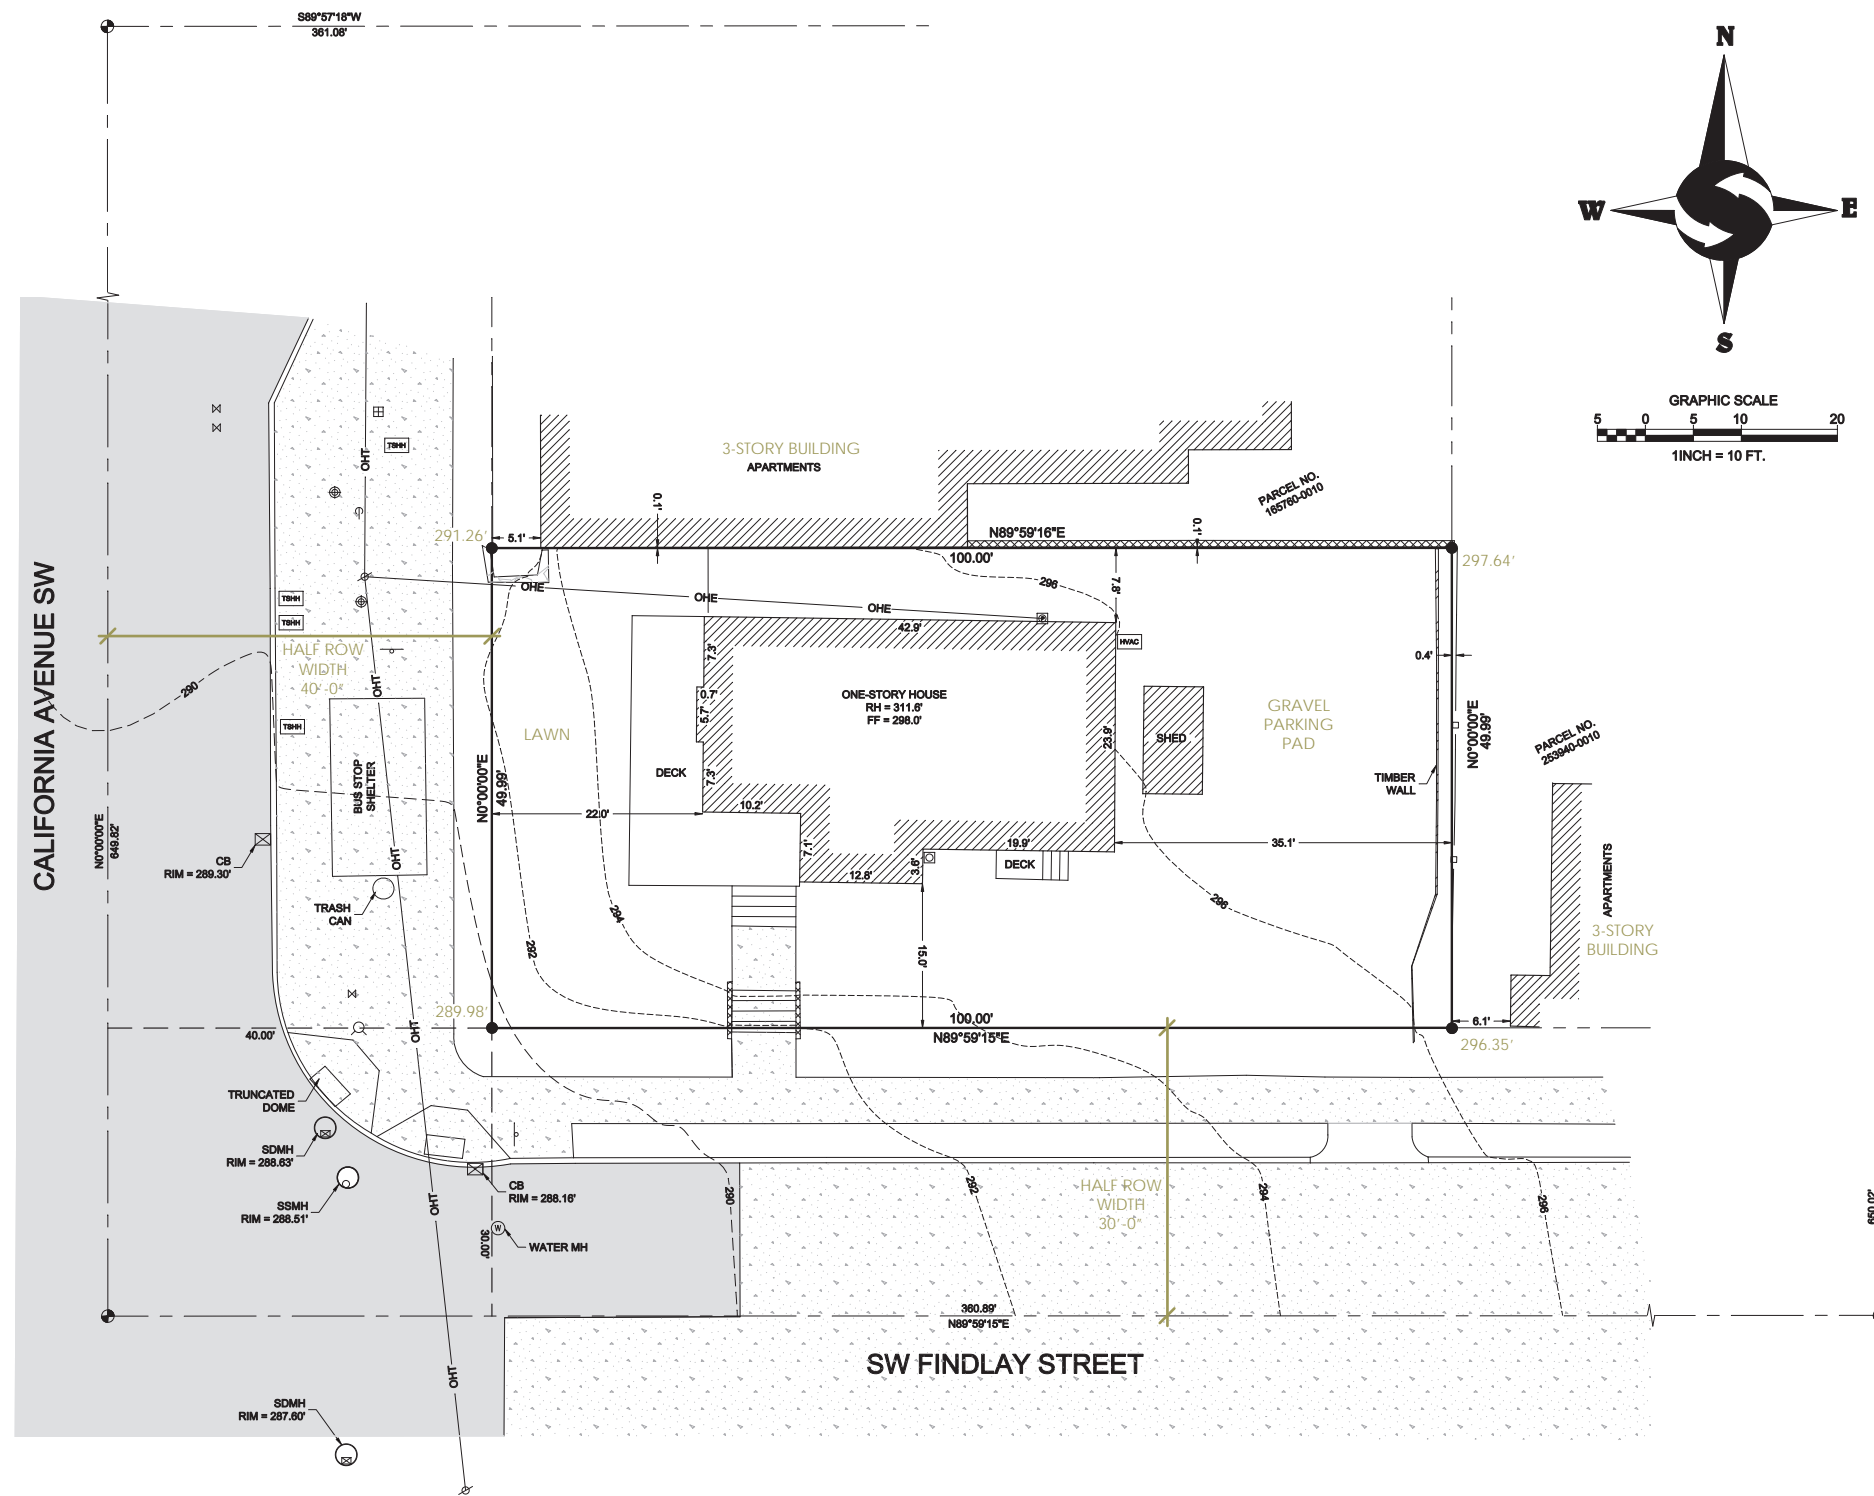 S89°57'18"W
361.08'
N
W
E
S
GRAPHIC SCALE
5 0 5 10 20
1INCH = 10 FT.
OHT
TSHH
3-STORY BUILDING
APARTMENTS
PARCEL NO.
165760-0010
0.1'
0.1'
291.26'
5.1'
N89°59'16"E
100.00'
297.64'
OHE
OHE
OHE
296
7.8'
TSHH
TSHH
42.9'
HVAC
HALF ROW
WIDTH
40'-0"
OHT
290
CALIFORNIA AVENUE SW
N0°00'00"E
649.82'
TSHH
BUS STOP
SHELTER
OHT
LAWN
N0°00'00"E
49.99'
DECK
7.3'
0.7'
5.7'
7.3'
ONE-STORY HOUSE
RH = 311.6'
FF = 298.0'
23.9'
SHED
GRAVEL
PARKING
PAD
0.4'
N0°00'00"E
49.99'
PARCEL NO.
253940-0010
TIMBER
WALL
22.0'
10.2'
7.1'
12.8'
3.6'
19.9'
DECK
35.1'
CB
RIM = 289.30'
TRASH
CAN
APARTMENTS
3-STORY
BUILDING
292
294
296
15.0'
289.98'
OHT
40.00'
100.00'
N89°59'15"E
6.1'
296.35'
TRUNCATED
DOME
SDMH
RIM = 288.63'
SSMH
RIM = 288.51'
CB
RIM = 288.16'
W
WATER MH
30.00'
OHT
290
292
HALF ROW
WIDTH
30'-0"
294
296
650.02'
360.89'
N89°59'15"E
SW FINDLAY STREET
OHT
SDMH
RIM = 287.60'